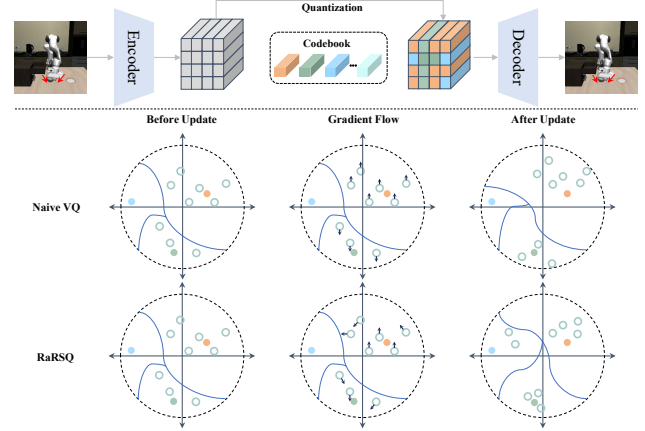 Quantization
Encoder
Codebook
...
Decoder
Before Update
Gradient Flow
After Update
Naive VQ
RaRSQ